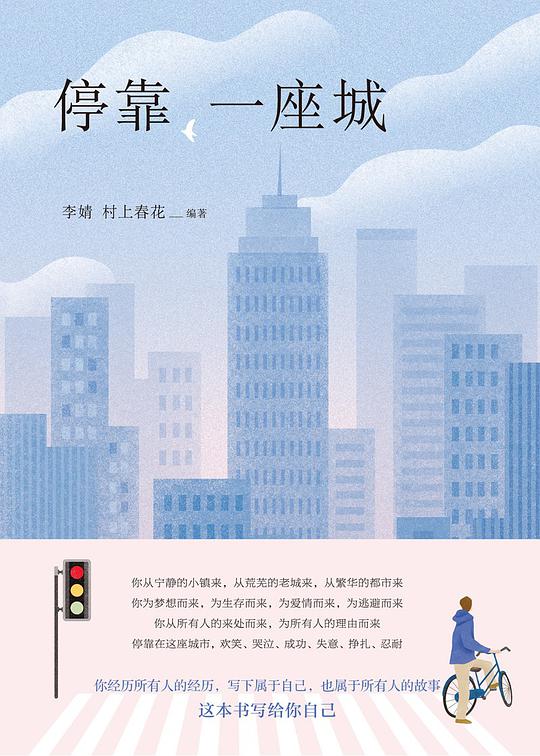 停靠 一座城
李婧 村上春花 — 编著
你从宁静的小镇来，从荒芜的老城来，从繁华的都市来
你为梦想而来，为生存而来，为爱情而来，为逃避而来
你从所有人的来处而来，为所有人的理由而来
停靠在这座城市，欢笑、哭泣、成功、失意、挣扎、忍耐
你经历所有人的经历，写下属于自己，也属于所有人的故事
这本书写给你自己